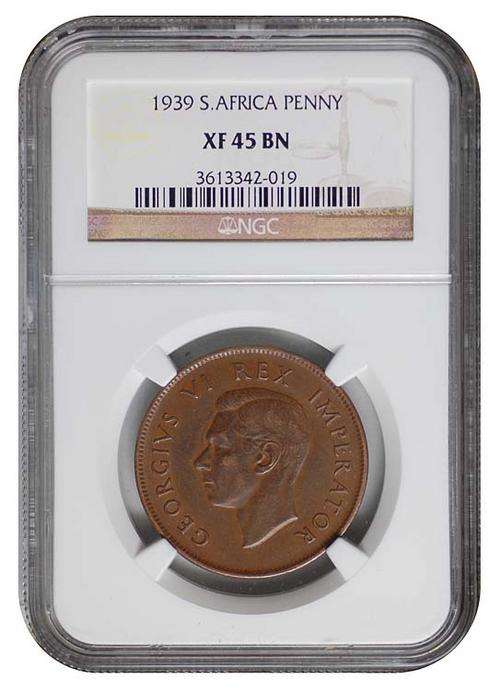 1939 S.AFRICA PENNY
XF 45 BN
3613342-019
NGC
GEORGIVS VI REX IMPERATOR